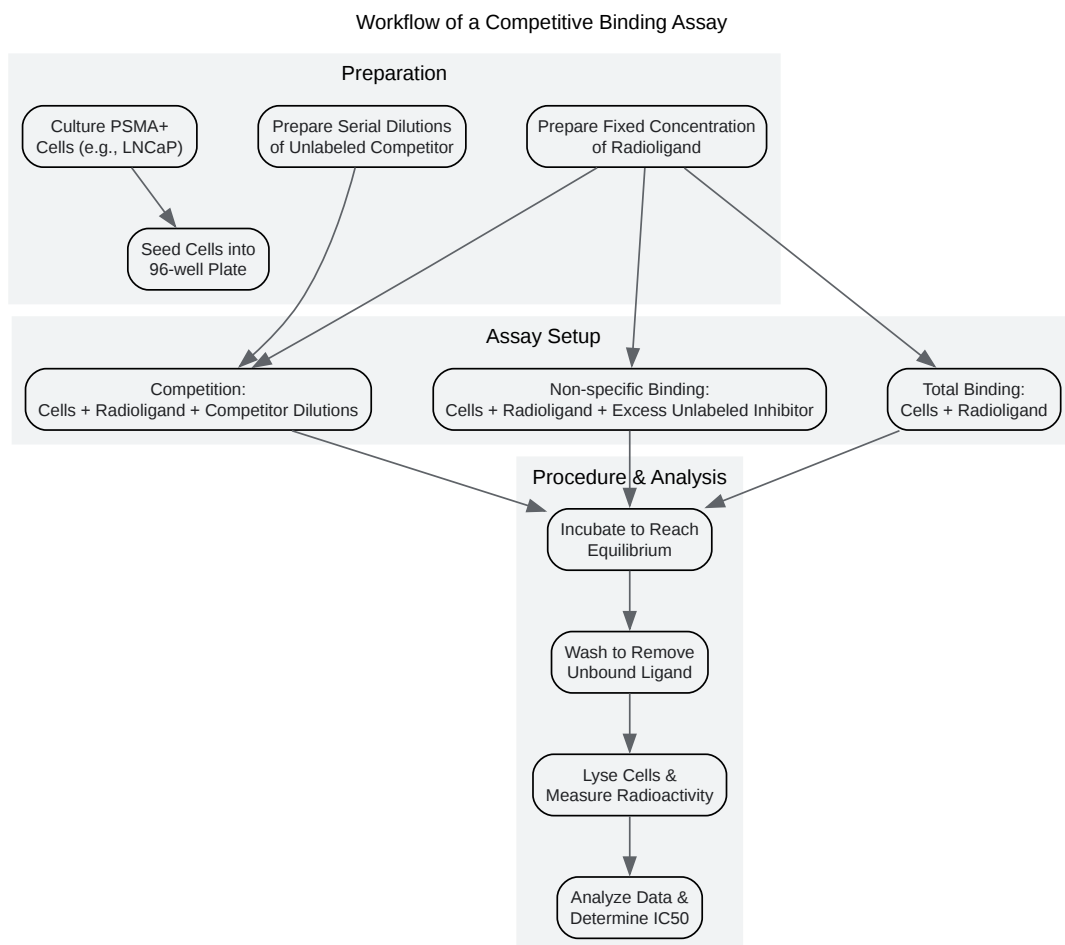 Workflow of a Competitive Binding Assay
Preparation
Culture PSMA+
Cells (e.g., LNCaP)
Prepare Serial Dilutions
of Unlabeled Competitor
Prepare Fixed Concentration
of Radioligand
Seed Cells into
96-well Plate
Assay Setup
Competition:
Cells + Radioligand + Competitor Dilutions
Non-specific Binding:
Cells + Radioligand + Excess Unlabeled Inhibitor
Total Binding:
Cells + Radioligand
Procedure & Analysis
Incubate to Reach
Equilibrium
Wash to Remove
Unbound Ligand
Lyse Cells &
Measure Radioactivity
Analyze Data &
Determine IC50